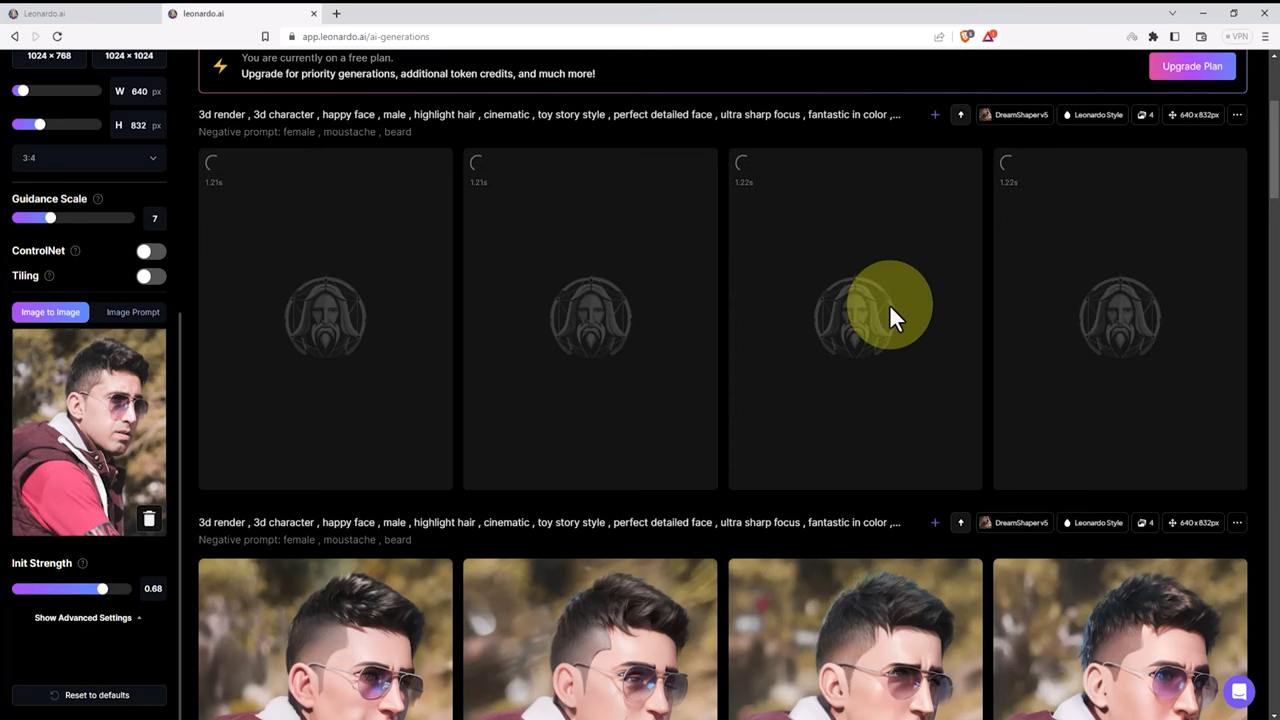 Leonardo.ai
leonardo.ai
app.leonardo.ai/ai-generations
VPN
1024 × 768
1024 × 1024
W 640 px
H 832 px
3:4
Guidance Scale
7
ControlNet
Tiling
Image to Image
Image Prompt
Init Strength
0.68
Show Advanced Settings
Reset to defaults
You are currently on a free plan.
Upgrade for priority generations, additional token credits, and much more!
Upgrade Plan
3d render , 3d character , happy face , male , highlight hair , cinematic , toy story style , perfect detailed face , ultra sharp focus , fantastic in color ,...
DreamShaper v5
Leonardo Style
4
640x832px
Negative prompt: female , moustache , beard
1.21s
1.21s
1.22s
1.22s
3d render , 3d character , happy face , male , highlight hair , cinematic , toy story style , perfect detailed face , ultra sharp focus , fantastic in color ,...
DreamShaper v5
Leonardo Style
4
640x832px
Negative prompt: female , moustache , beard